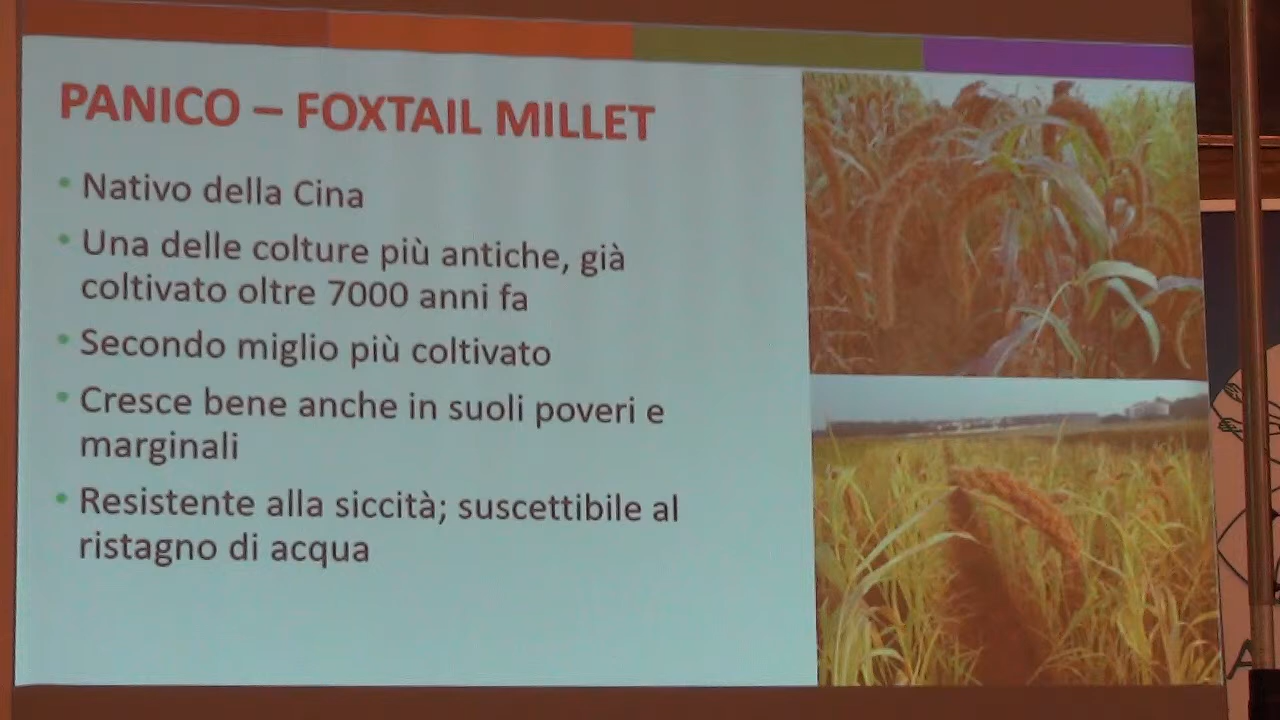 PANICO – FOXTAIL MILLET
• Nativo della Cina
• Una delle colture più antiche, già
coltivato oltre 7000 anni fa
• Secondo miglio più coltivato
• Cresce bene anche in suoli poveri e
marginali
• Resistente alla siccità; suscettibile al
ristagno di acqua
A